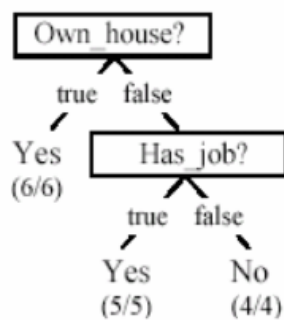 Own_house?
true false
Yes
(6/6)
Has_job?
true false
Yes No
(5/5) (4/4)